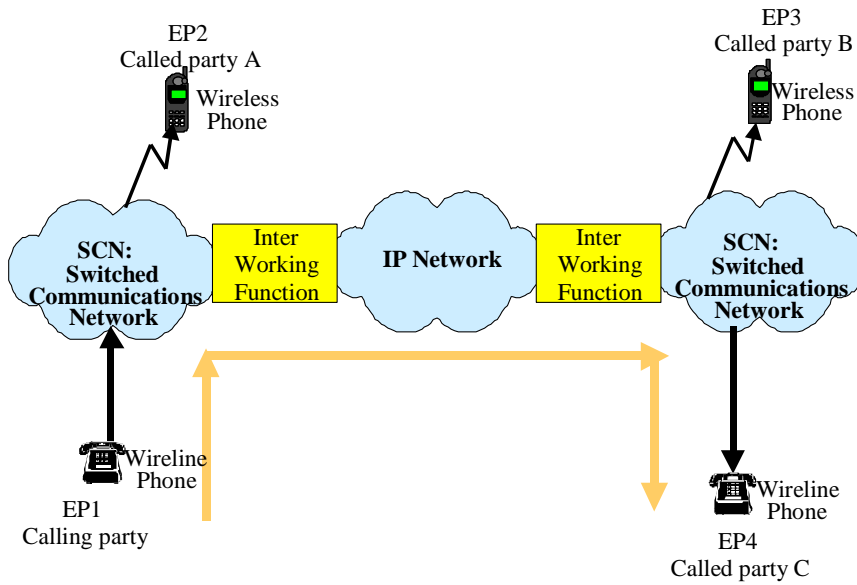 EP2
Called party A
Wireless
Phone
EP3
Called party B
Wireless
Phone
SCN:
Switched
Communications
Network
Inter
Working
Function
IP Network
Inter
Working
Function
SCN:
Switched
Communications
Network
Wireline
Phone
EP1
Calling party
Wireline
Phone
EP4
Called party C